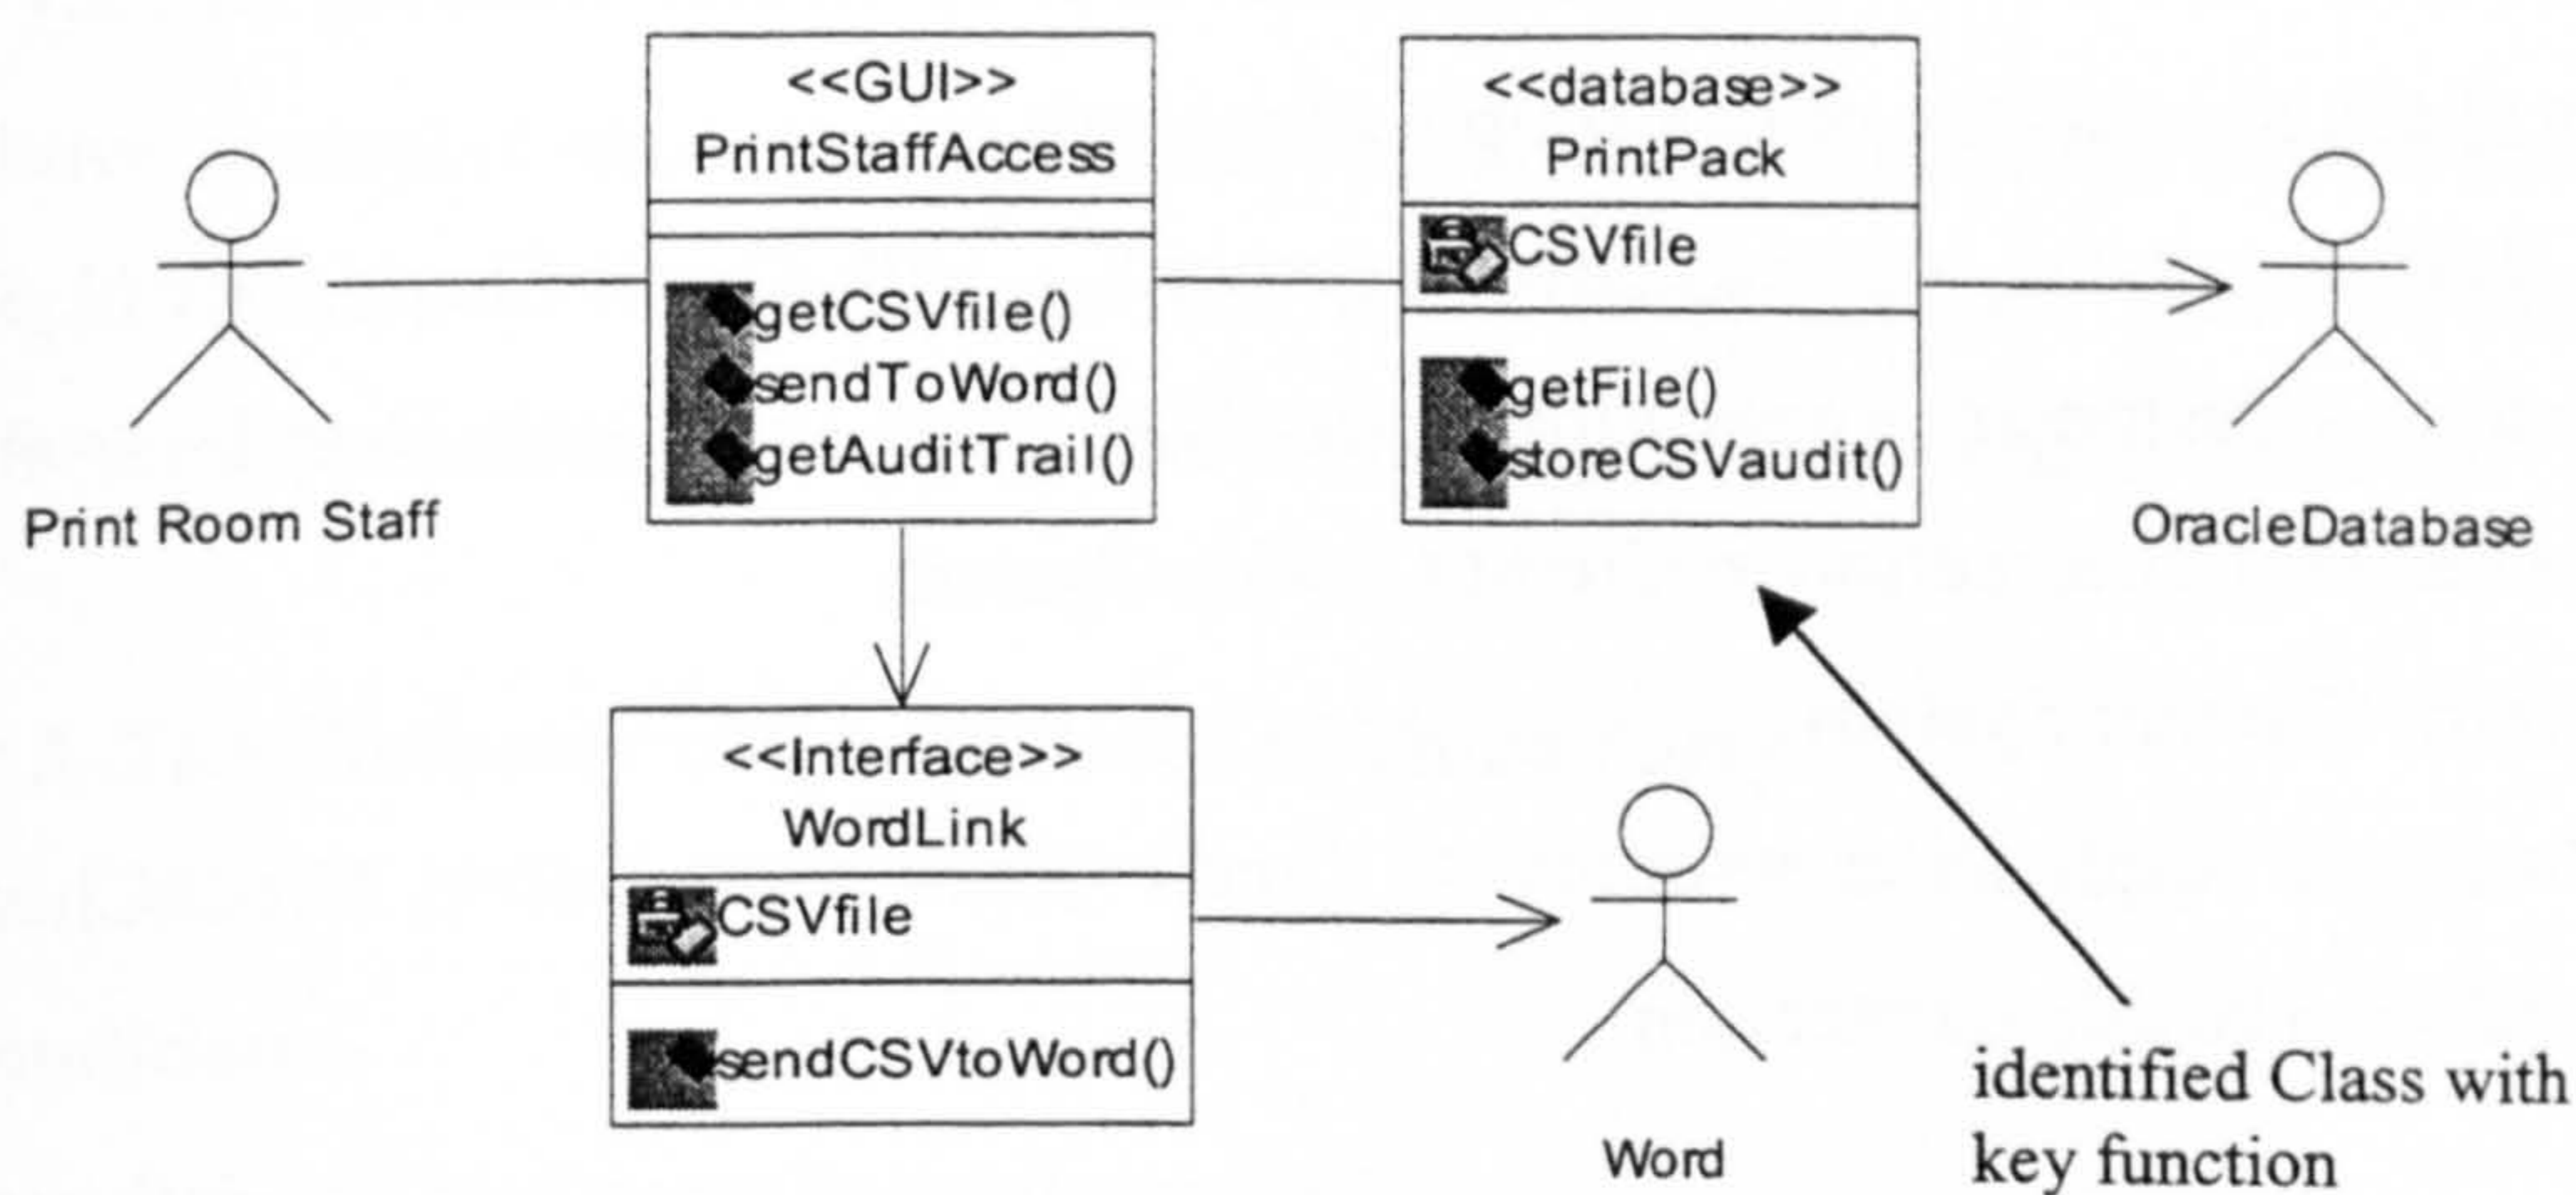 <<GUI>>
PrintStaffAccess
getCSVfile()
sendToWord()
getAuditTrail()
<<database>>
PrintPack
CSVfile
getFile()
storeCSVaudit()
Print Room Staff
OracleDatabase
<<Interface>>
WordLink
CSVfile
sendCSVtoWord()
Word
identified Class with
key function